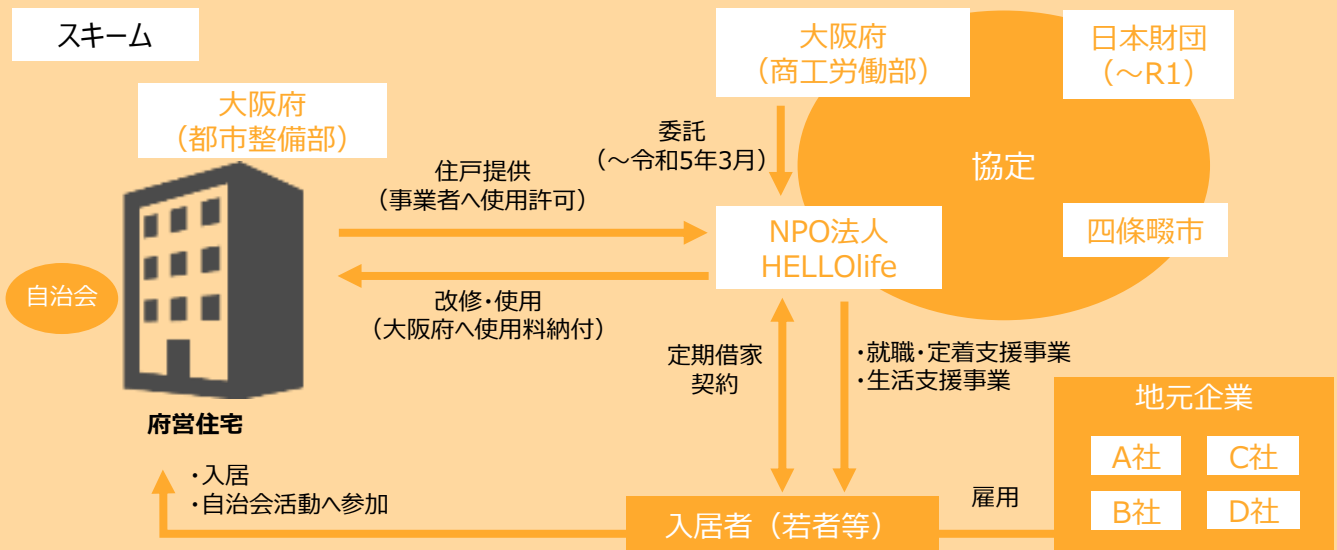 スキーム
大阪府
（都市整備部）
大阪府
（商工労働部）
日本財団
（～R1）
委託
（～令和5年3月）
協定
住戸提供
（事業者へ使用許可）
NPO法人
HELLOlife
四條畷市
自治会
改修・使用
（大阪府へ使用料納付）
定期借家
契約
・就職・定着支援事業
・生活支援事業
府営住宅
地元企業
A社
C社
B社
D社
・入居
・自治会活動へ参加
雇用
入居者（若者等）